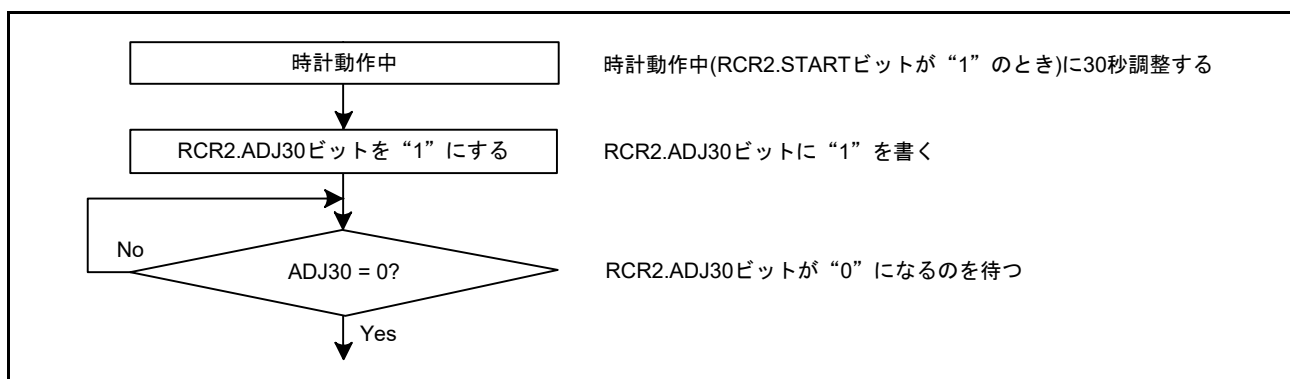 時計動作中
時計動作中(RCR2.STARTビットが“1”のとき)に30秒調整する
RCR2.ADJ30ビットを“1”にする
RCR2.ADJ30ビットに“1”を書く
No
ADJ30 = 0?
RCR2.ADJ30ビットが“0”になるのを待つ
Yes